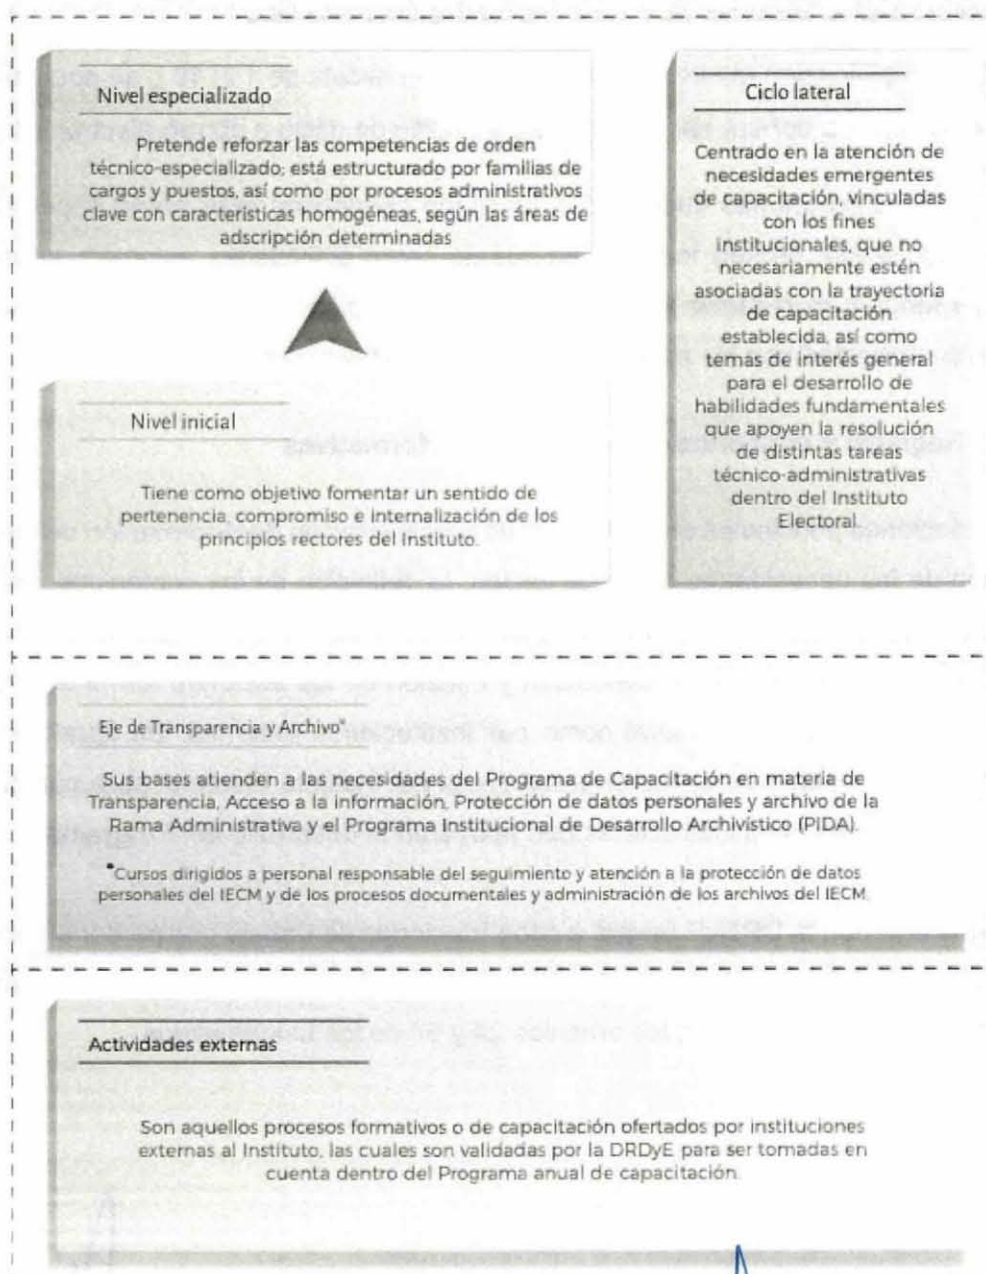 Nivel especializado
Pretende reforzar las competencias de orden
técnico-especializado; está estructurado por familias de
cargos y puestos, así como por procesos administrativos
clave con características homogéneas, según las áreas de
adscripción determinadas
Ciclo lateral
Centrado en la atención de
necesidades emergentes
de capacitación, vinculadas
con los fines
institucionales, que no
necesariamente estén
asociadas con la trayectoria
de capacitación
establecida, así como
temas de interés general
para el desarrollo de
habilidades fundamentales
que apoyen la resolución
de distintas tareas
técnico-administrativas
dentro del Instituto
Electoral.
Nivel inicial
Tiene como objetivo fomentar un sentido de
pertenencia, compromiso e internalización de los
principios rectores del Instituto.
Eje de Transparencia y Archivo*
Sus bases atienden a las necesidades del Programa de Capacitación en materia de
Transparencia, Acceso a la información, Protección de datos personales y archivo de la
Rama Administrativa y el Programa Institucional de Desarrollo Archivístico (PIDA).
*Cursos dirigidos a personal responsable del seguimiento y atención a la protección de datos
personales del IECM y de los procesos documentales y administración de los archivos del IECM.
Actividades externas
Son aquellos procesos formativos o de capacitación ofertados por instituciones
externas al Instituto, las cuales son validadas por la DRDyE para ser tomadas en
cuenta dentro del Programa anual de capacitación.